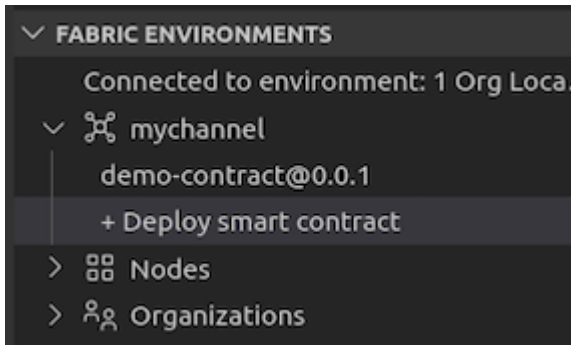 FABRIC ENVIRONMENTS
Connected to environment: 1 Org Loca.
mychannel
demo-contract@0.0.1
+ Deploy smart contract
Nodes
Organizations